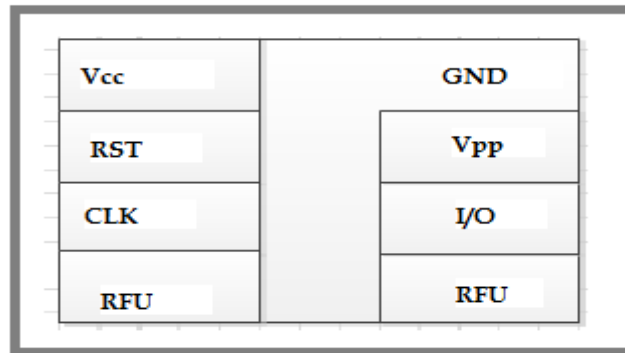 Vcc GND
RST Vpp
CLK I/O
RFU RFU